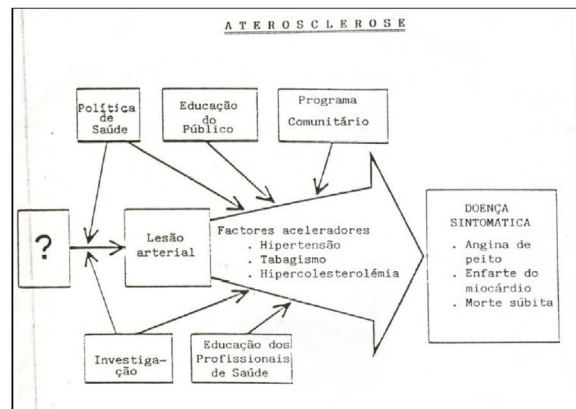 ATEROSCLEROSE
Política
de
Saúde
Educação
do
Público
Programa
Comunitário
?
Lesão
arterial
Factores aceleradores
. Hipertensão
. Tabagismo
. Hipercolesterolémia
DOENÇA
SINTOMATICA
. Angina de
peito
. Enfarte do
miocárdio
. Morte súbita
Investiga-
ção
Educação dos
Profissionais
de Saúde